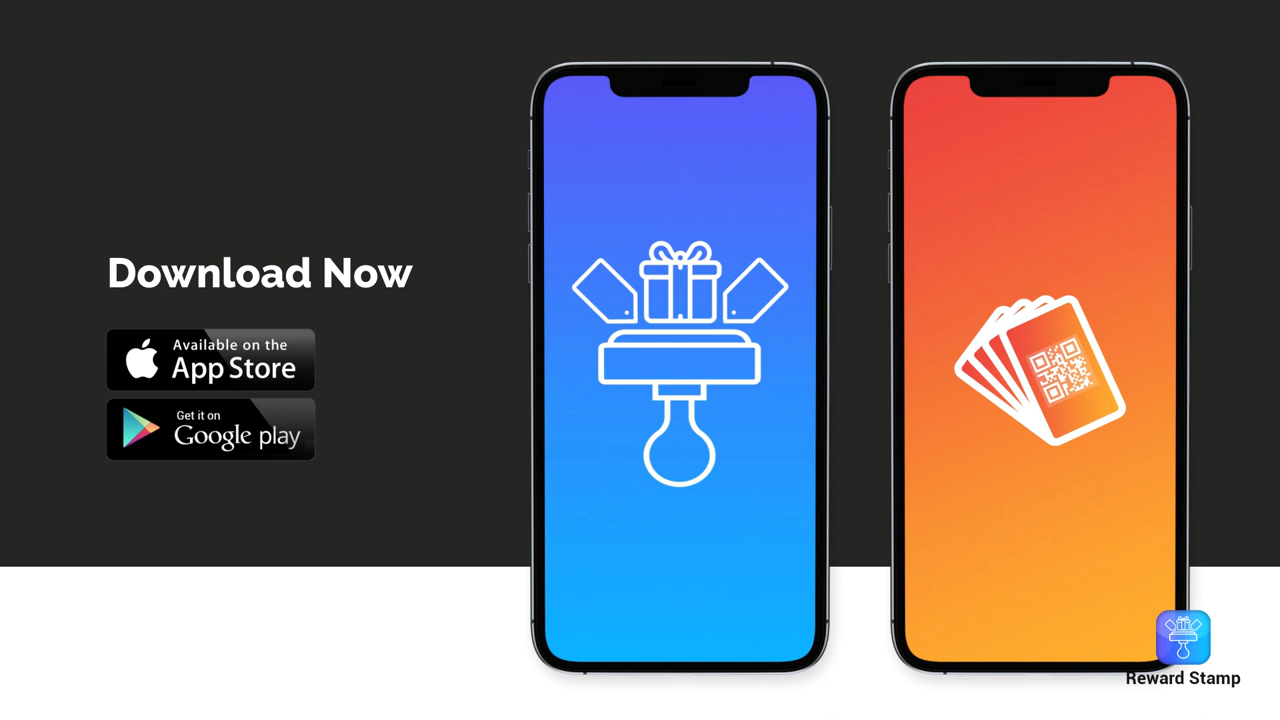 Download Now
Available on the
App Store
Get it on
Google play
Reward Stamp